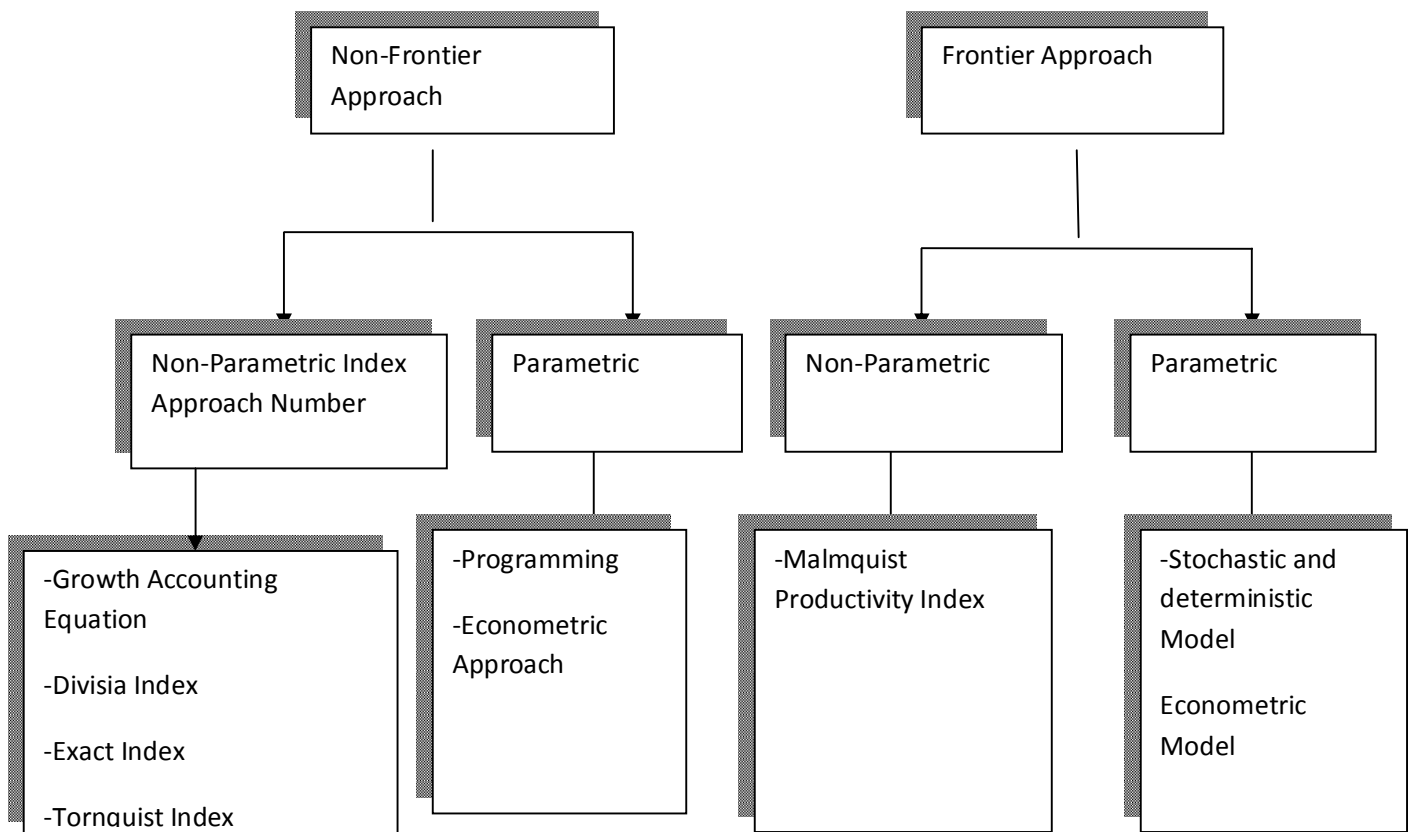 Non-Frontier
Approach
Frontier Approach
Non-Parametric Index
Approach Number
Parametric
Non-Parametric
Parametric
-Growth Accounting
Equation
-Divisia Index
-Exact Index
-Tornquist Index
-Programming
-Econometric
Approach
-Malmquist
Productivity Index
-Stochastic and
deterministic
Model
Econometric
Model